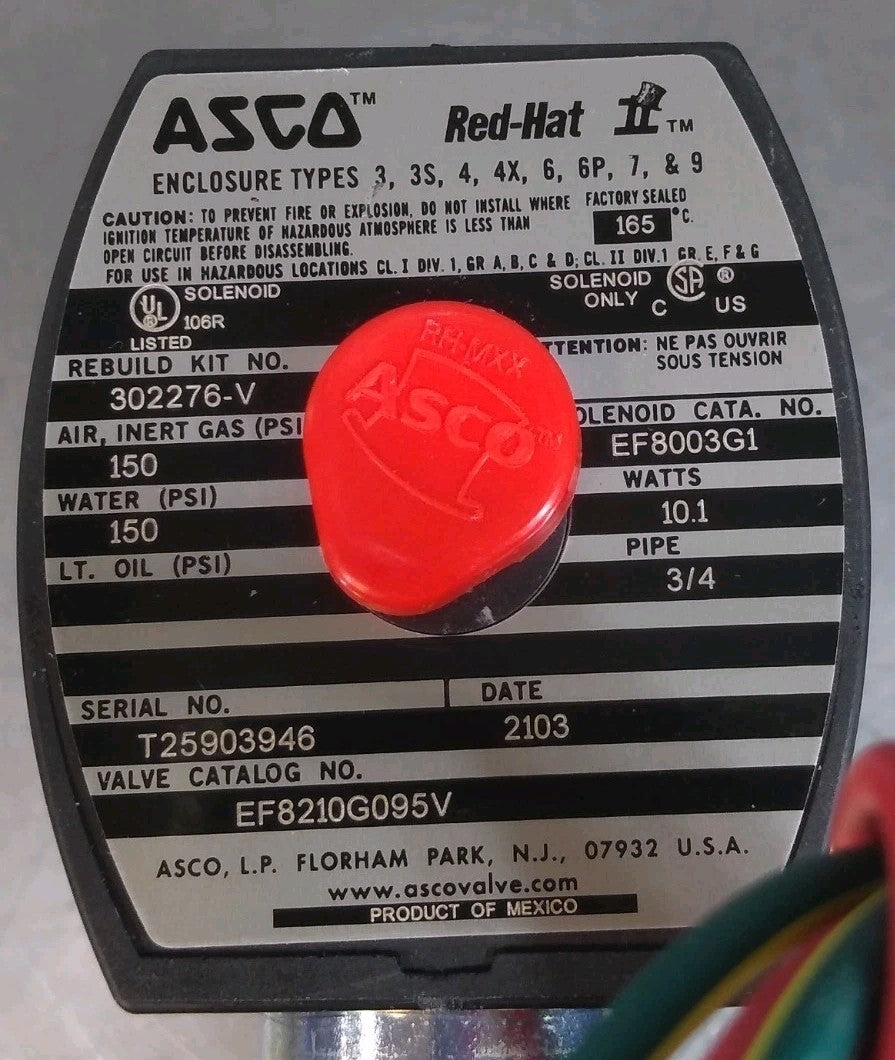 ASCO™ Red-Hat II™
ENCLOSURE TYPES 3, 3S, 4, 4X, 6, 6P, 7, & 9
CAUTION: TO PREVENT FIRE OR EXPLOSION, DO NOT INSTALL WHERE
IGNITION TEMPERATURE OF HAZARDOUS ATMOSPHERE IS LESS THAN
FACTORY SEALED
165 °C.
OPEN CIRCUIT BEFORE DISASSEMBLING.
FOR USE IN HAZARDOUS LOCATIONS CL. I DIV. 1, GR A, B, C & D; CL. II DIV.1 GR. E, F & G
UL ® SOLENOID
106R
LISTED
SOLENOID
ONLY
C SA ® US
TTENTION: NE PAS OUVRIR
SOUS TENSION
REBUILD KIT NO.
302276-V
AIR, INERT GAS (PSI
150
WATER (PSI)
150
LT. OIL (PSI)
RH-MXX
ASCO™
OLENOID CATA. NO.
EF8003G1
WATTS
10.1
PIPE
3/4
SERIAL NO.
T25903946
DATE
2103
VALVE CATALOG NO.
EF8210G095V
ASCO, L.P. FLORHAM PARK, N.J., 07932 U.S.A.
www.ascovalve.com
PRODUCT OF MEXICO